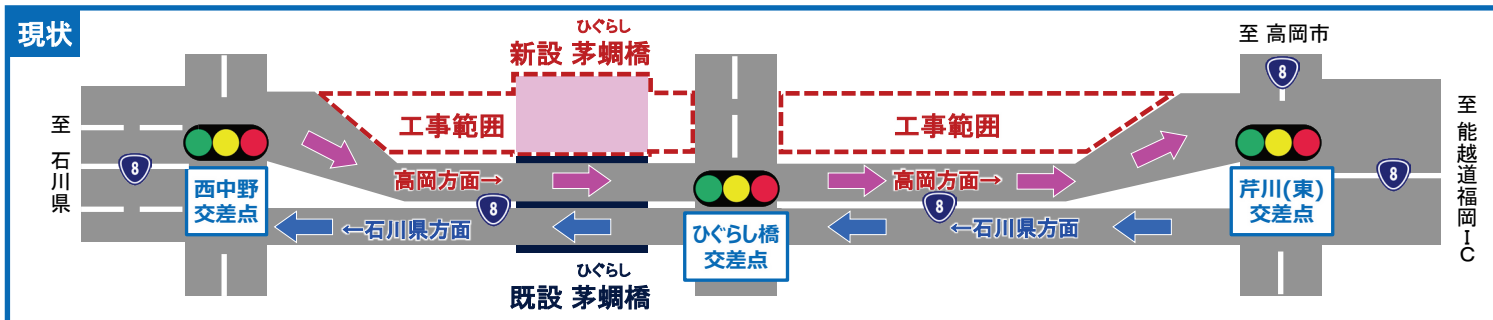 現状
ひぐらし
新設 茅蜩橋
至 高岡市
8
工事範囲
工事範囲
至 石川県
8
西中野
交差点
高岡方面→
8
←石川県方面
ひぐらし橋
交差点
高岡方面→
8
←石川県方面
芹川(東)
交差点
8
至 能越道福岡IC
ひぐらし
既設 茅蜩橋